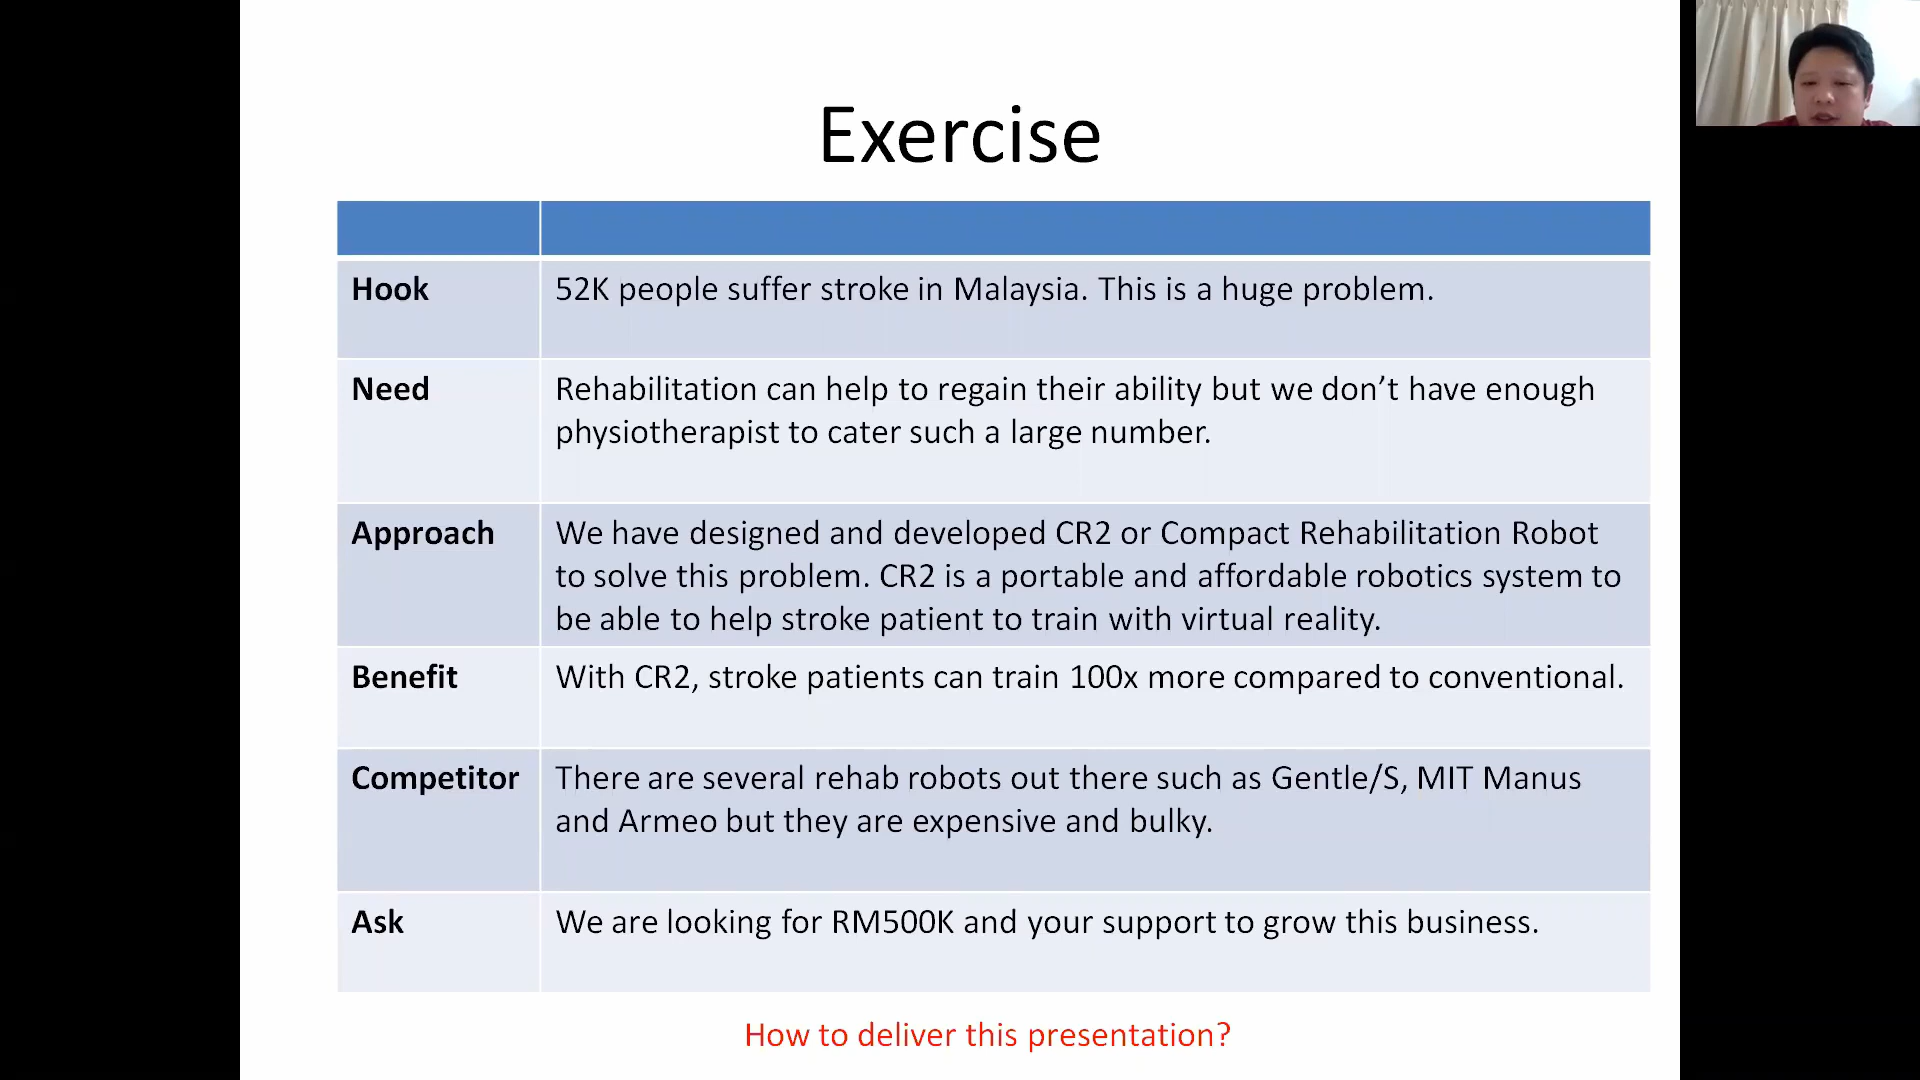 Exercise
Hook
52K people suffer stroke in Malaysia. This is a huge problem.
Need
Rehabilitation can help to regain their ability but we don’t have enough
physiotherapist to cater such a large number.
Approach
We have designed and developed CR2 or Compact Rehabilitation Robot
to solve this problem. CR2 is a portable and affordable robotics system to
be able to help stroke patient to train with virtual reality.
Benefit
With CR2, stroke patients can train 100x more compared to conventional.
Competitor
There are several rehab robots out there such as Gentle/S, MIT Manus
and Armeo but they are expensive and bulky.
Ask
We are looking for RM500K and your support to grow this business.
How to deliver this presentation?